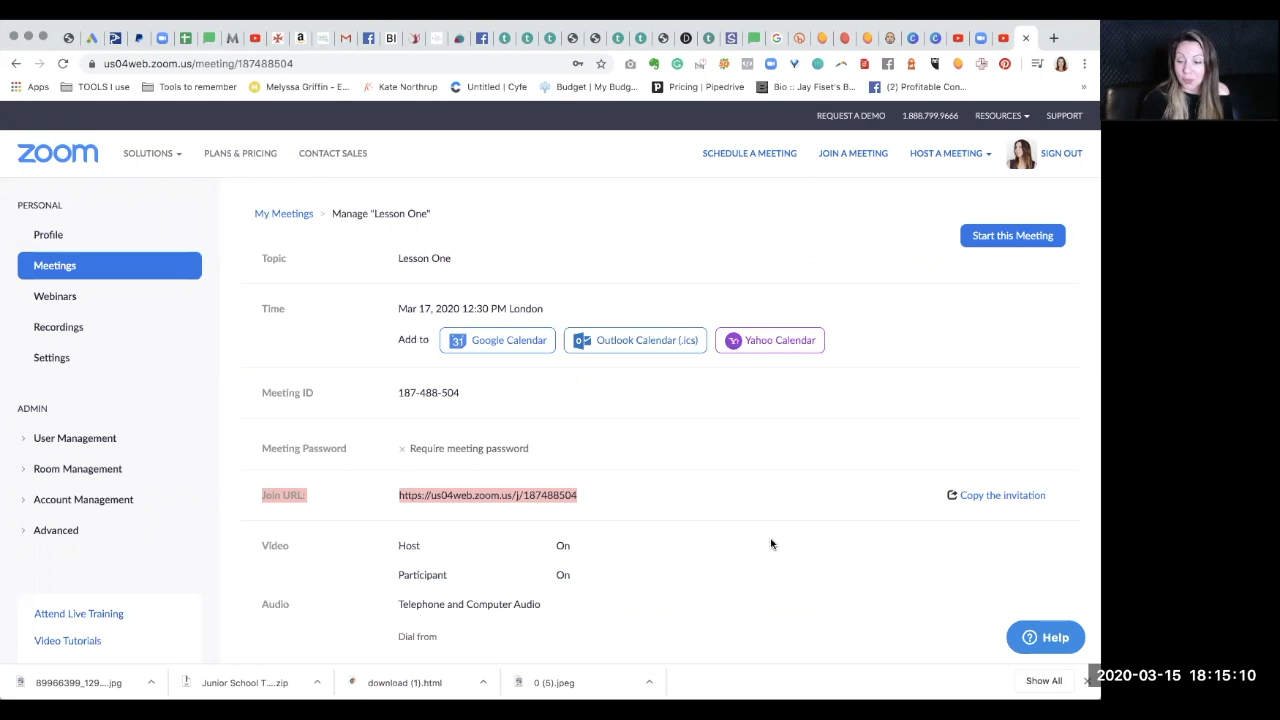 us04web.zoom.us/meeting/187488504
Apps TOOLS I use Tools to remember Melyssa Griffin - E... Kate Northrup Untitled | Cyfe Budget | My Budg... Pricing | Pipedrive Bio :: Jay Fiset's B... (2) Profitable Con... »
REQUEST A DEMO 1.888.799.9666 RESOURCES SUPPORT
zoom SOLUTIONS PLANS & PRICING CONTACT SALES SCHEDULE A MEETING JOIN A MEETING HOST A MEETING SIGN OUT
PERSONAL
Profile
Meetings
Webinars
Recordings
Settings
ADMIN
User Management
Room Management
Account Management
Advanced
Attend Live Training
Video Tutorials
My Meetings > Manage "Lesson One"
Start this Meeting
Topic Lesson One
Time Mar 17, 2020 12:30 PM London
Add to Google Calendar Outlook Calendar (.ics) Yahoo Calendar
Meeting ID 187-488-504
Meeting Password × Require meeting password
Join URL: https://us04web.zoom.us/j/187488504 Copy the invitation
Video Host On
Participant On
Audio Telephone and Computer Audio
Dial from
Help
89966399_129....jpg Junior School T....zip download (1).html 0 (5).jpeg Show All
2020-03-15 18:15:10